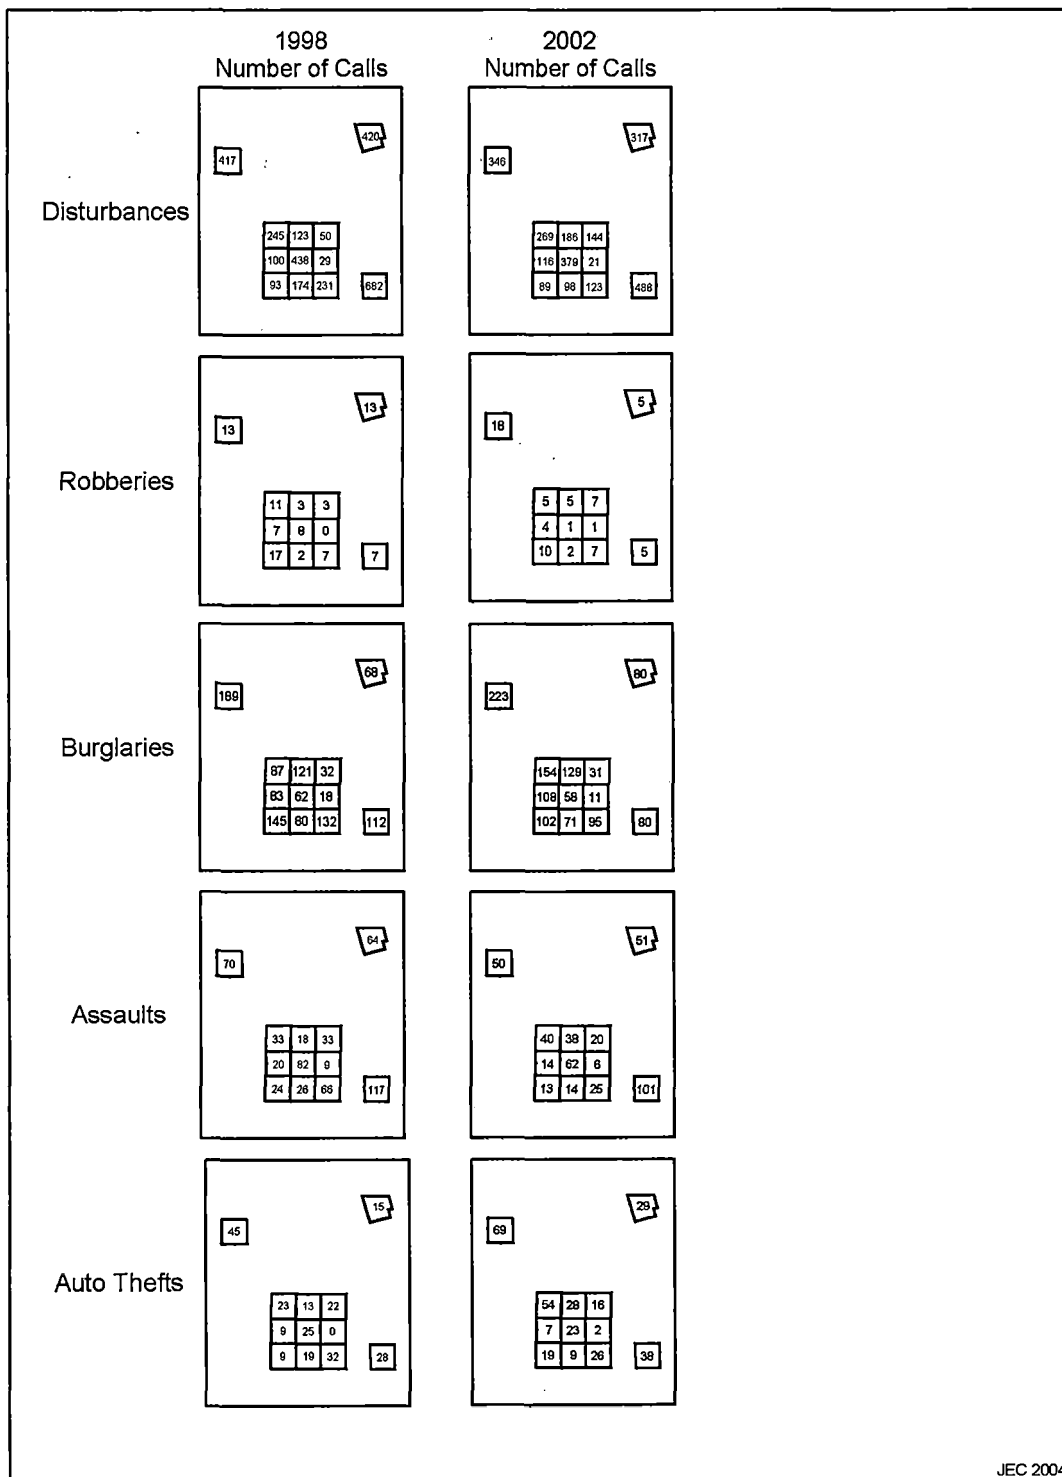 1998
Number of Calls
2002
Number of Calls
Disturbances
420
417
245 123 50
100 438 29
93 174 231
682
317
346
269 186 144
116 379 21
89 98 123
486
Robberies
13
13
11 3 3
7 8 0
17 2 7
7
5
18
5 5 7
4 1 1
10 2 7
5
Burglaries
68
189
87 121 32
83 62 18
145 80 132
112
80
223
154 129 31
108 58 11
102 71 95
80
Assaults
64
70
33 18 33
20 82 9
24 26 66
117
51
50
40 38 20
14 62 6
13 14 25
101
Auto Thefts
15
45
23 13 22
9 25 0
9 19 32
28
29
69
54 28 16
7 23 2
19 9 26
38
JEC 2004